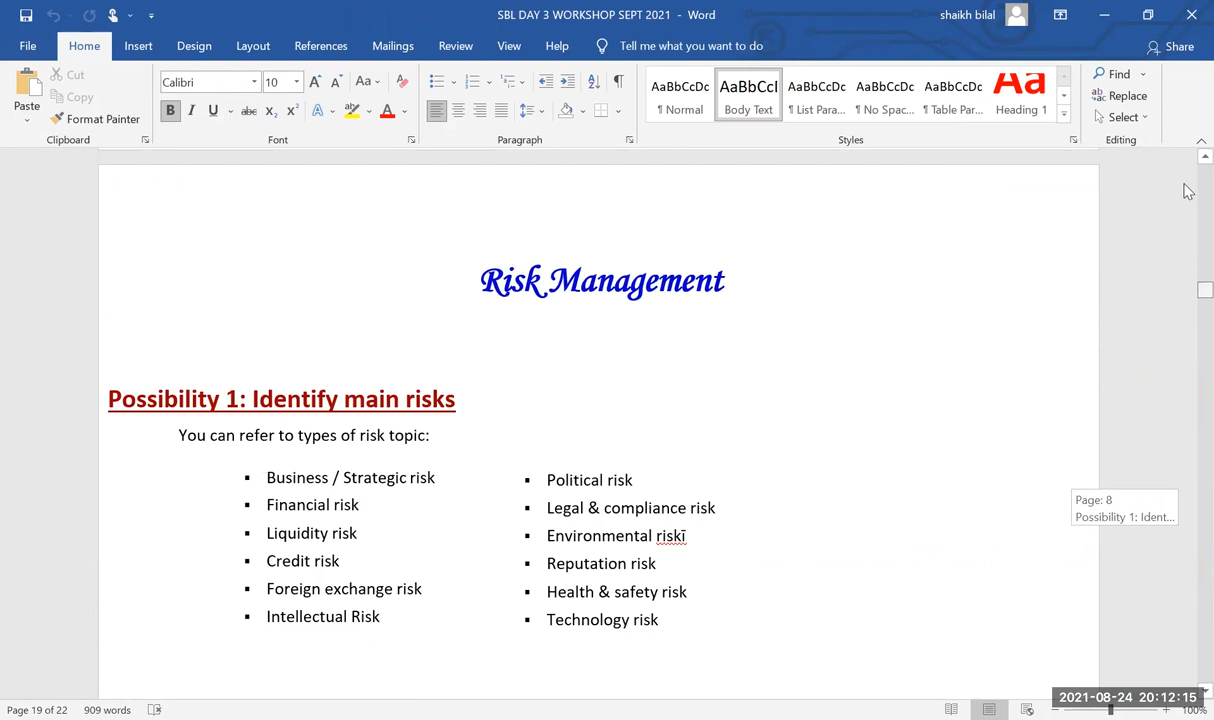 SBL DAY 3 WORKSHOP SEPT 2021 - Word
shaikh bilal
File Home Insert Design Layout References Mailings Review View Help Tell me what you want to do
Share
Paste
Cut
Copy
Format Painter
Clipboard
Calibri 10
Font
Paragraph
AaBbCcDc AaBbCcI AaBbCcDc AaBbCcDc AaBbCcDc Aa
¶ Normal Body Text ¶ List Para... ¶ No Spac... ¶ Table Par... Heading 1
Styles
Find
Replace
Select
Editing
Risk Management
Possibility 1: Identify main risks
You can refer to types of risk topic:
▪ Business / Strategic risk
▪ Financial risk
▪ Liquidity risk
▪ Credit risk
▪ Foreign exchange risk
▪ Intellectual Risk
▪ Political risk
▪ Legal & compliance risk
▪ Environmental riskī
▪ Reputation risk
▪ Health & safety risk
▪ Technology risk
Page: 8
Possibility 1: Ident...
2021-08-24 20:12:15
Page 19 of 22 909 words
100%